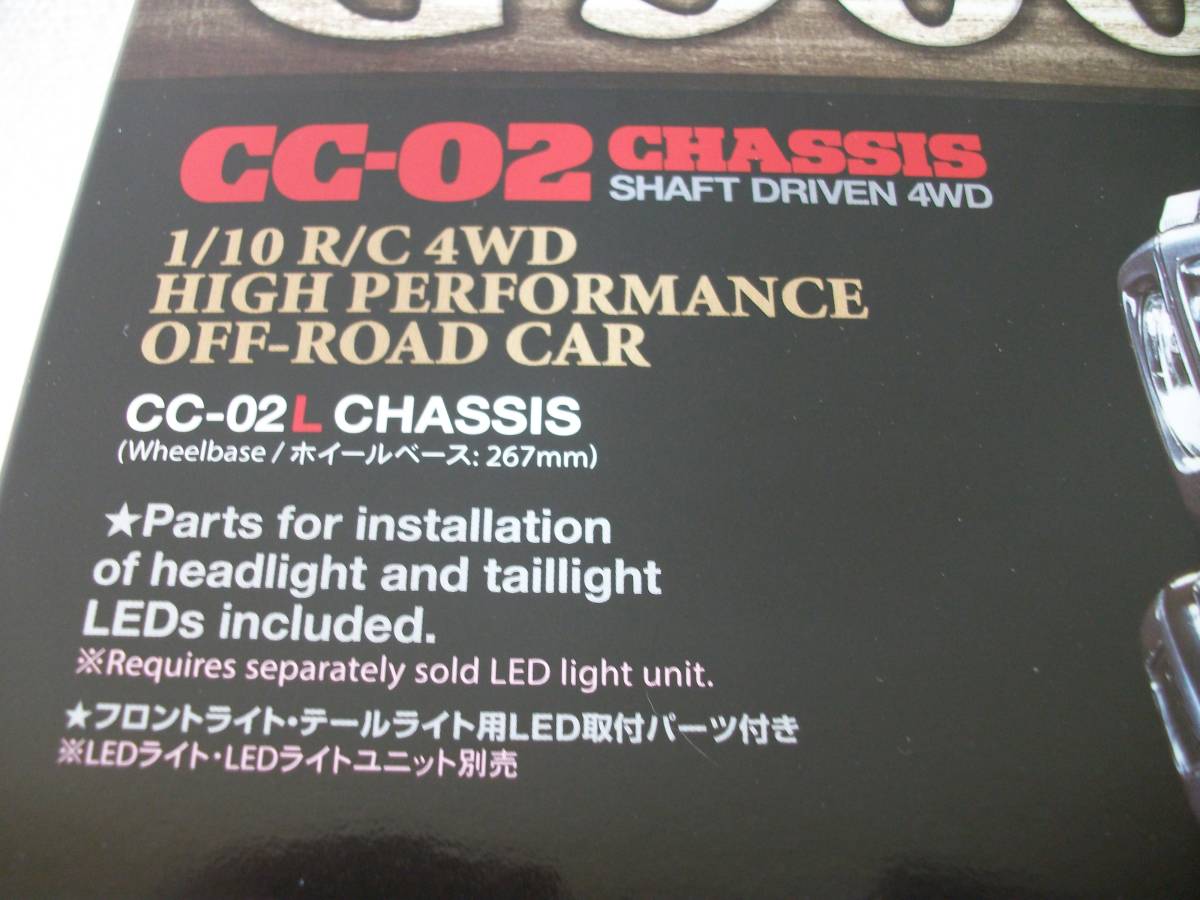 CC-02 CHASSIS
SHAFT DRIVEN 4WD
1/10 R/C 4WD
HIGH PERFORMANCE
OFF-ROAD CAR
CC-02L CHASSIS
(Wheelbase / ホイールベース: 267mm)
★Parts for installation
of headlight and taillight
LEDs included.
※Requires separately sold LED light unit.
★フロントライト・テールライト用LED取付パーツ付き
※LEDライト・LEDライトユニット別売